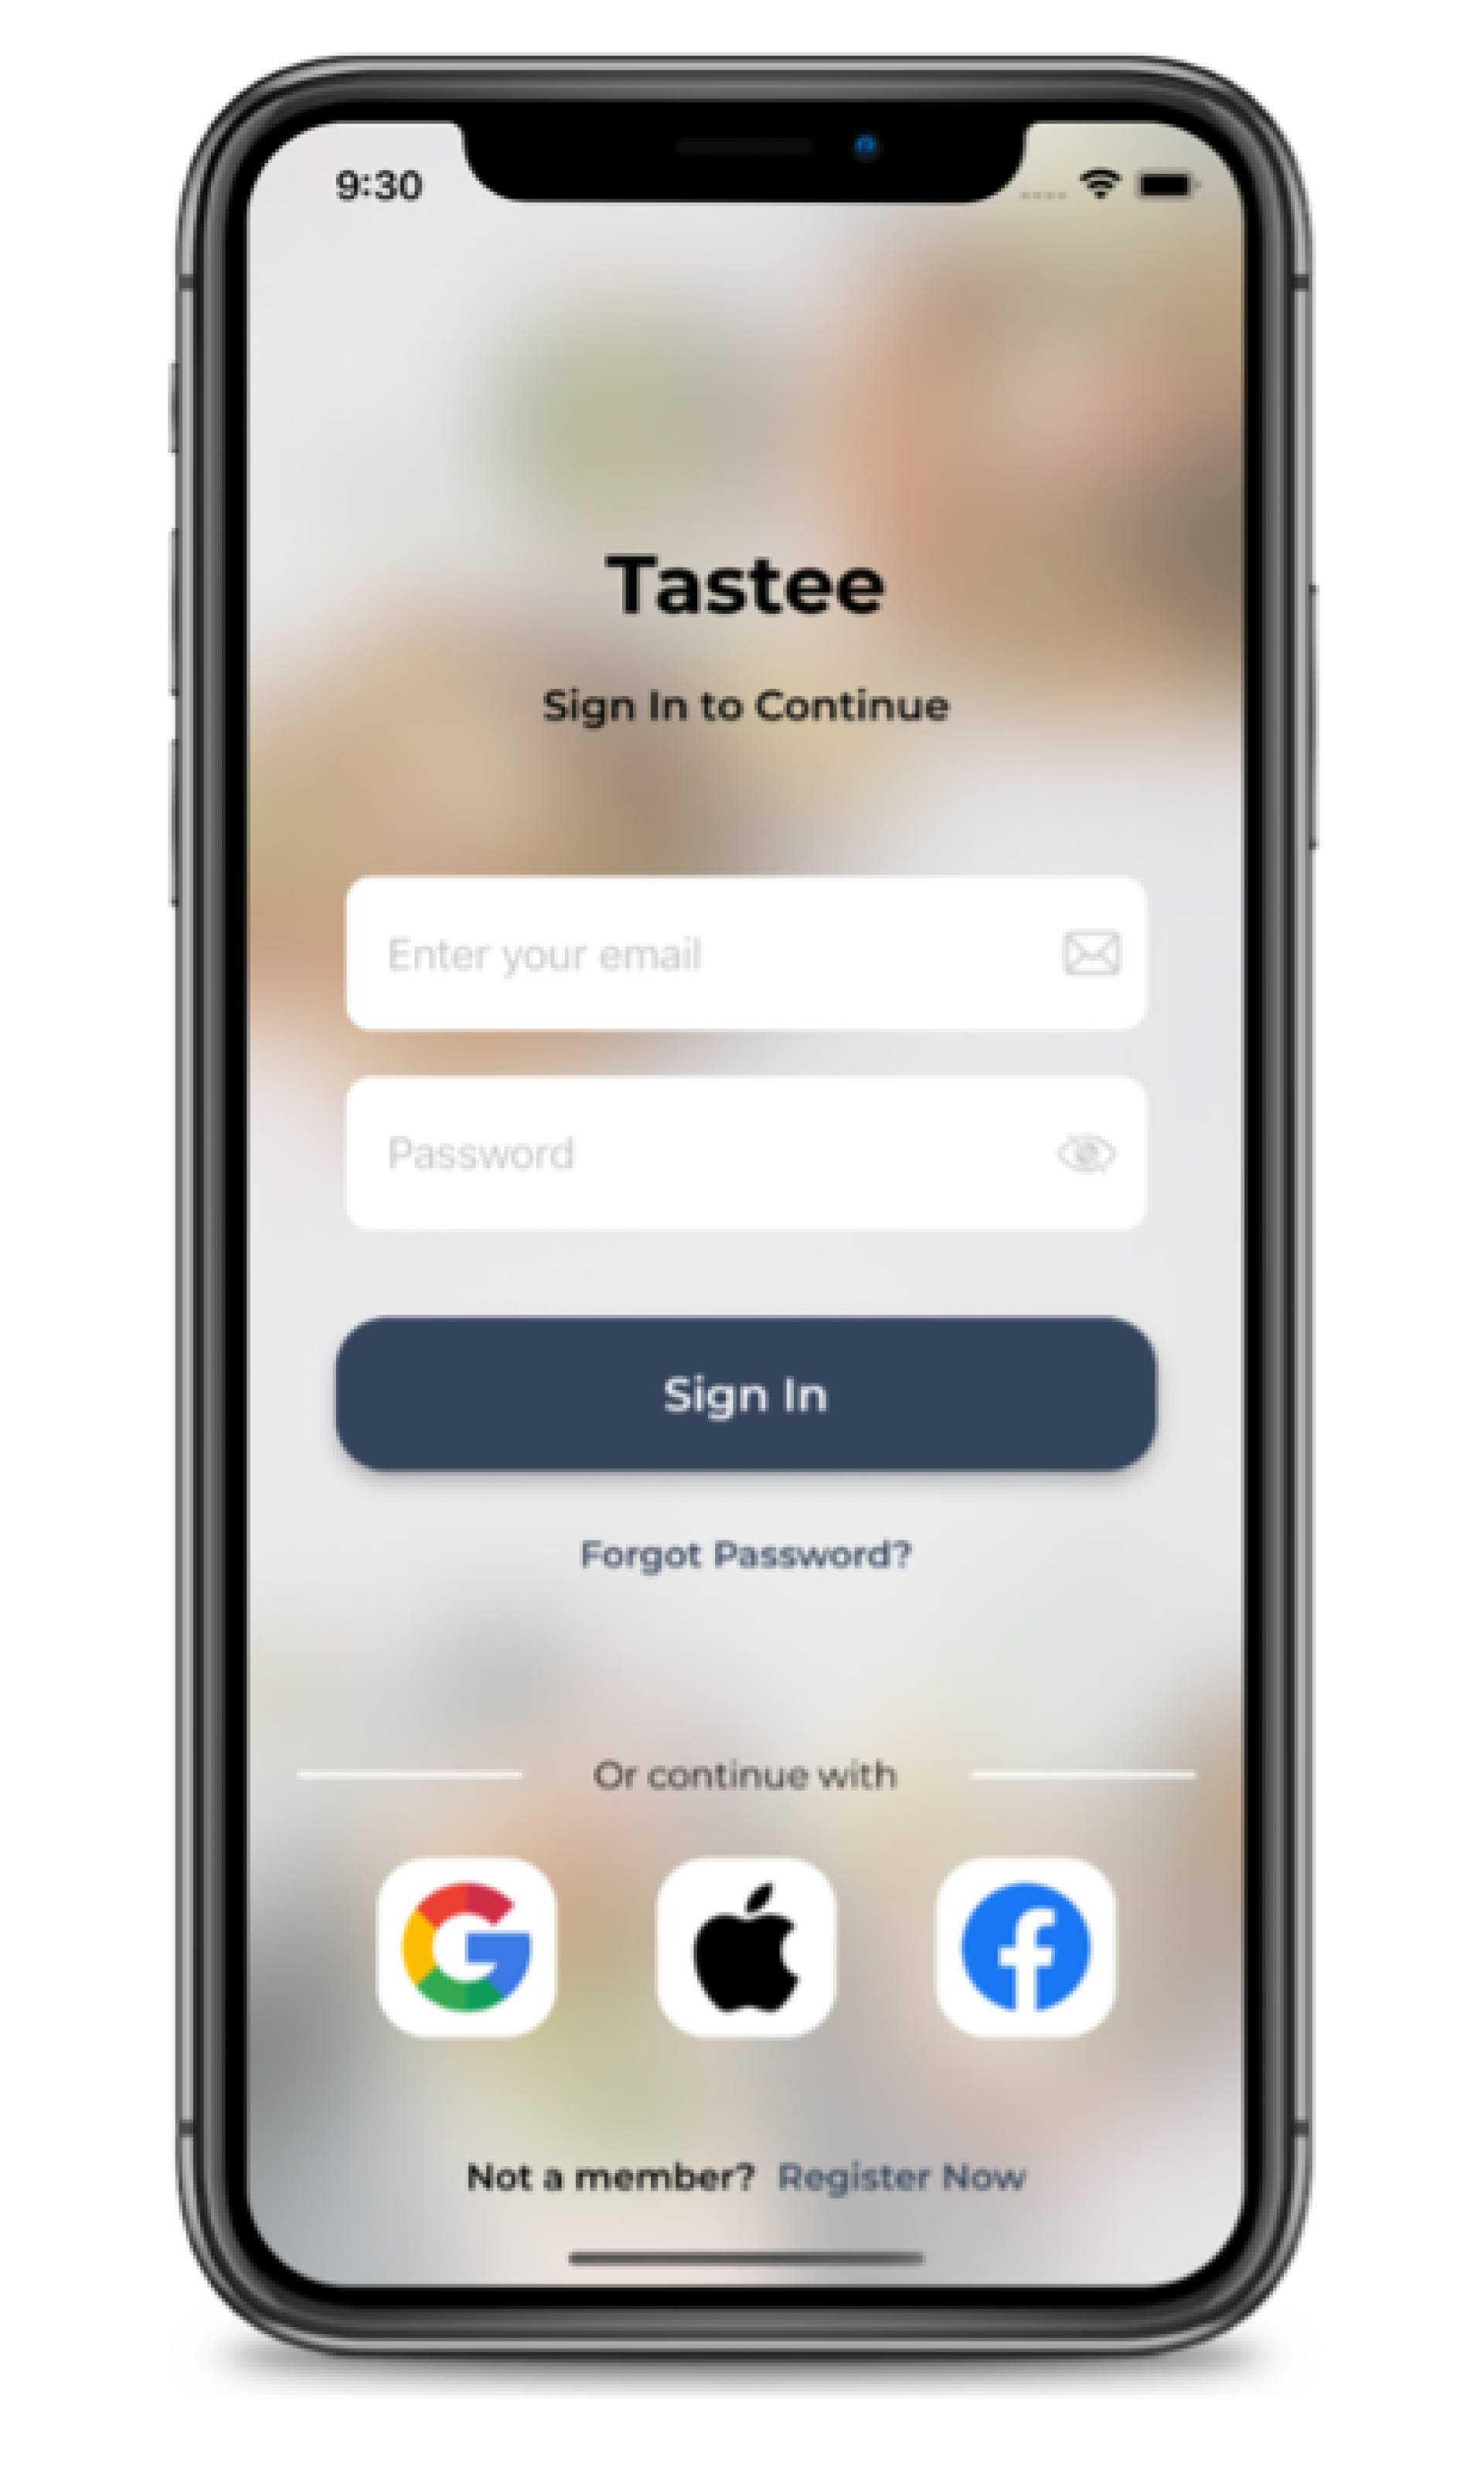 9:30
Tastee
Sign In to Continue
Enter your email
Password
Sign In
Forgot Password?
Or continue with
Not a member? Register Now